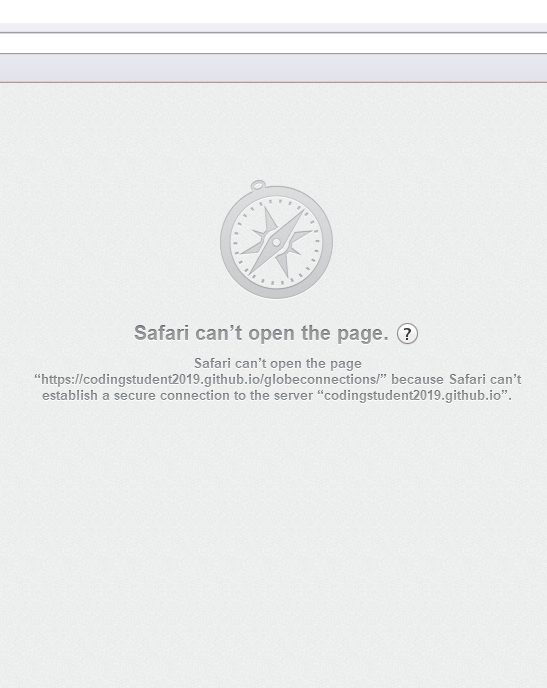 Safari can’t open the page. ?
Safari can’t open the page
“https://codingstudent2019.github.io/globeconnections/” because Safari can’t
establish a secure connection to the server “codingstudent2019.github.io”.